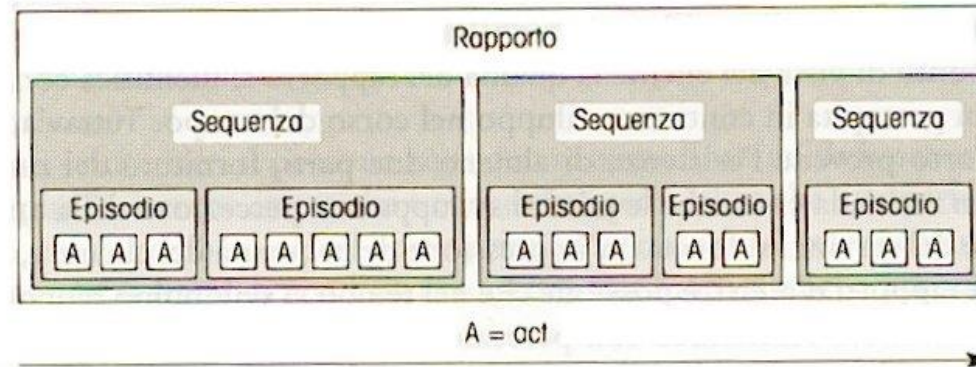 Rapporto
Sequenza Sequenza Sequenza
Episodio Episodio Episodio Episodio Episodio
A A A A A A A A A A A A A A A A
A = act